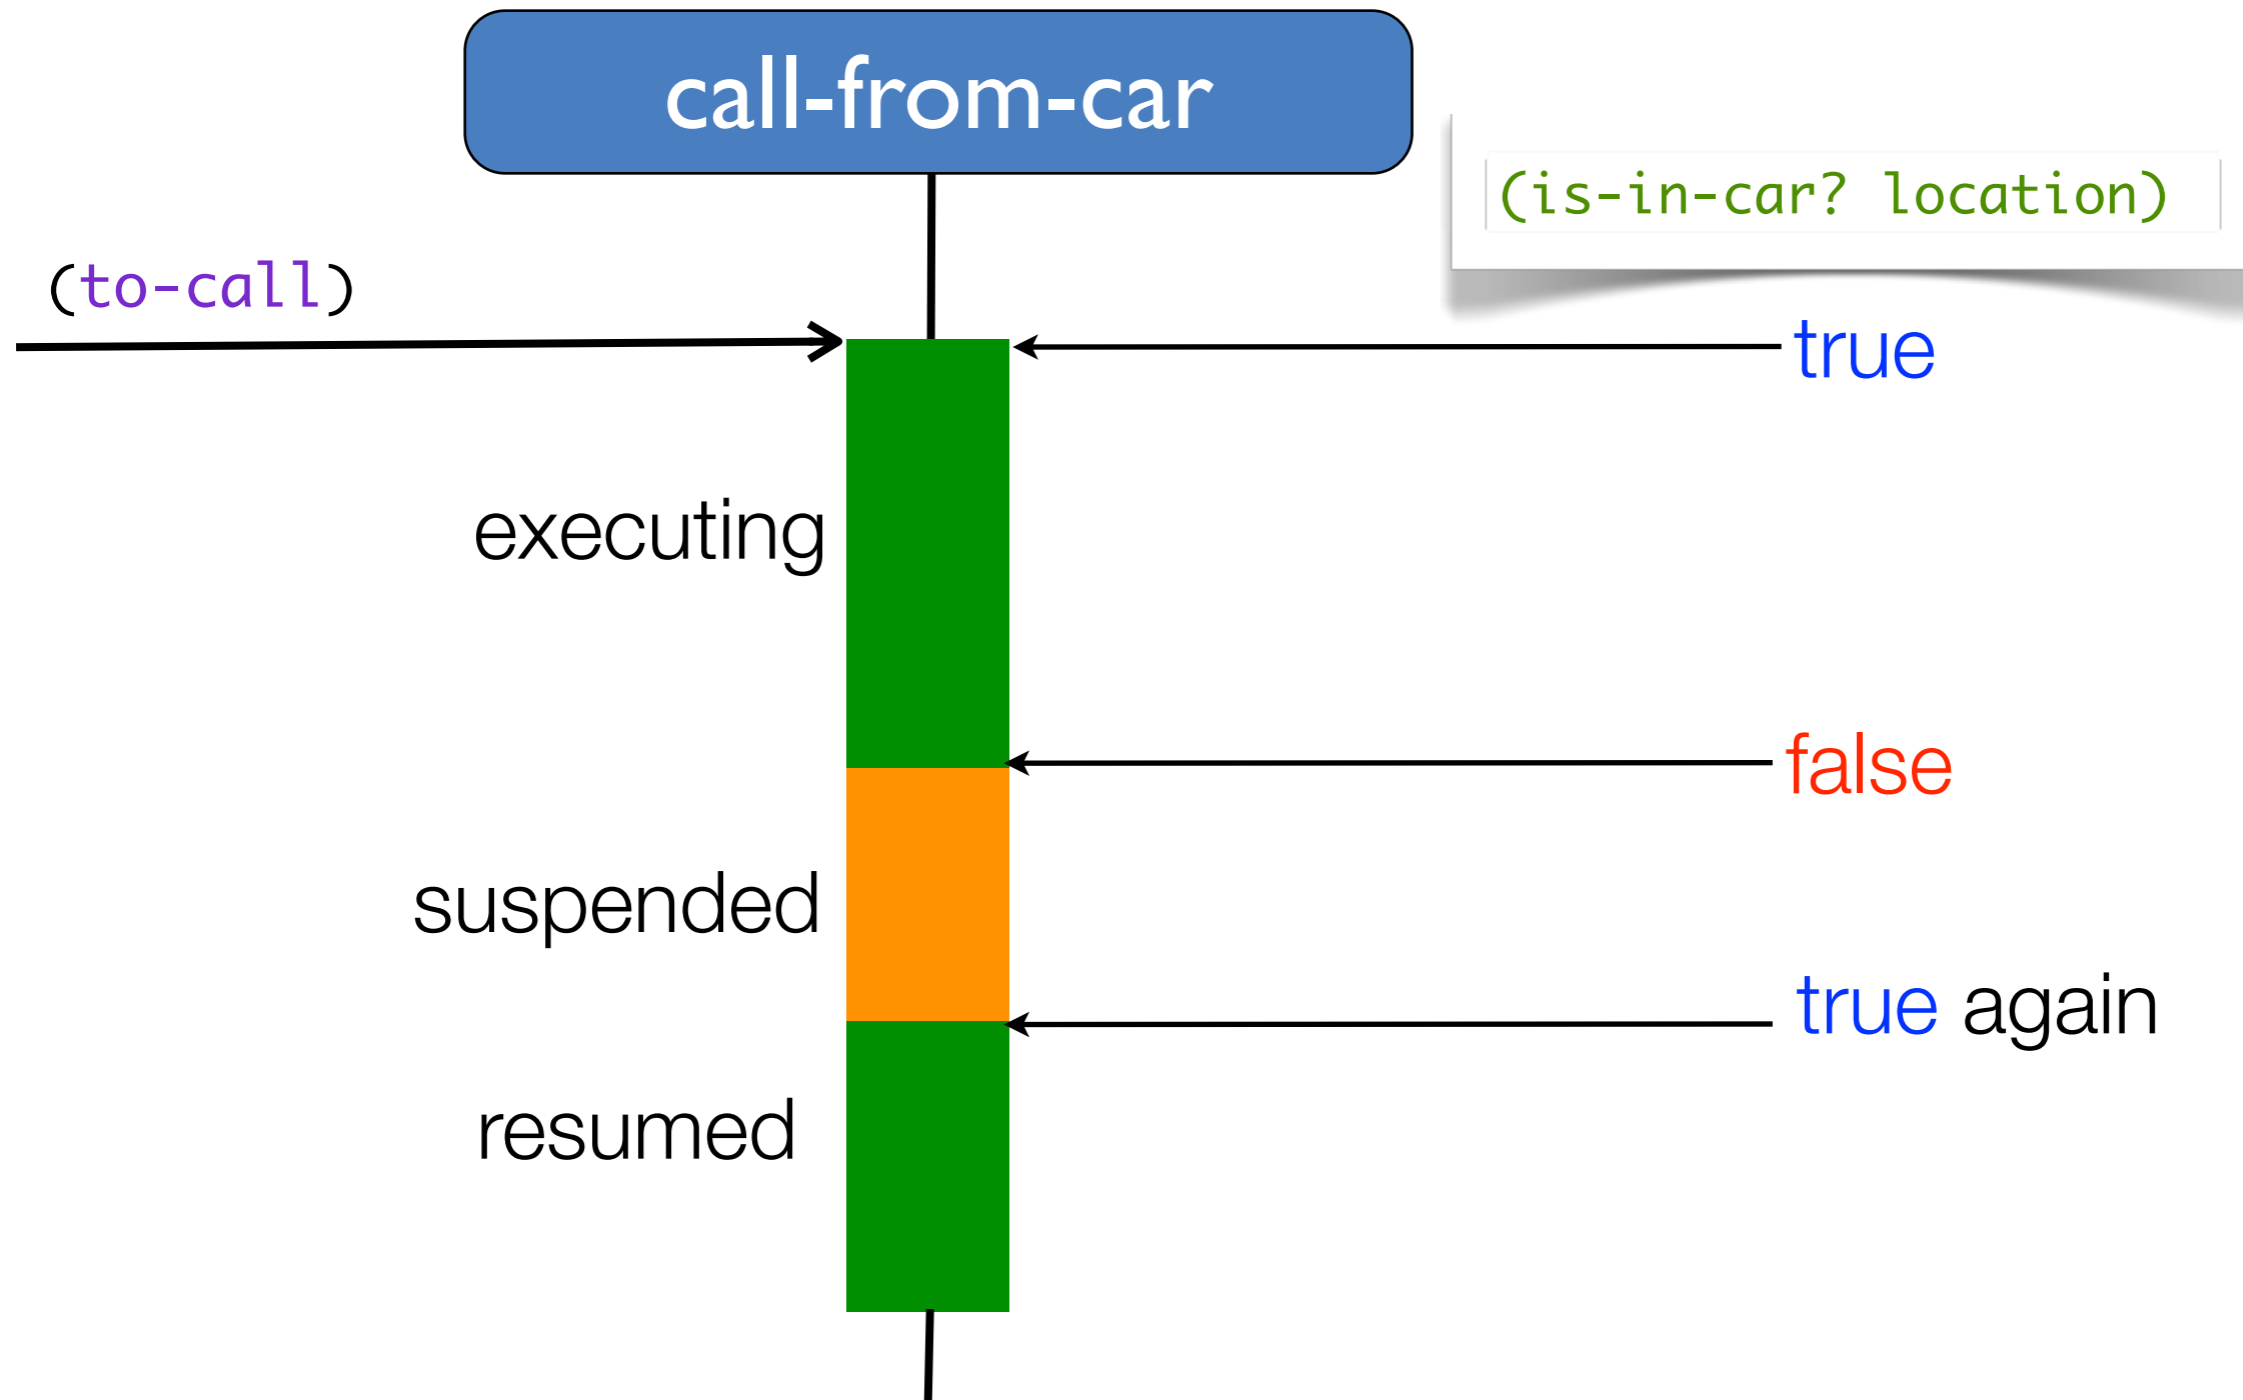 call-from-car
(is-in-car? location)
(to-call)
true
executing
false
suspended
true again
resumed